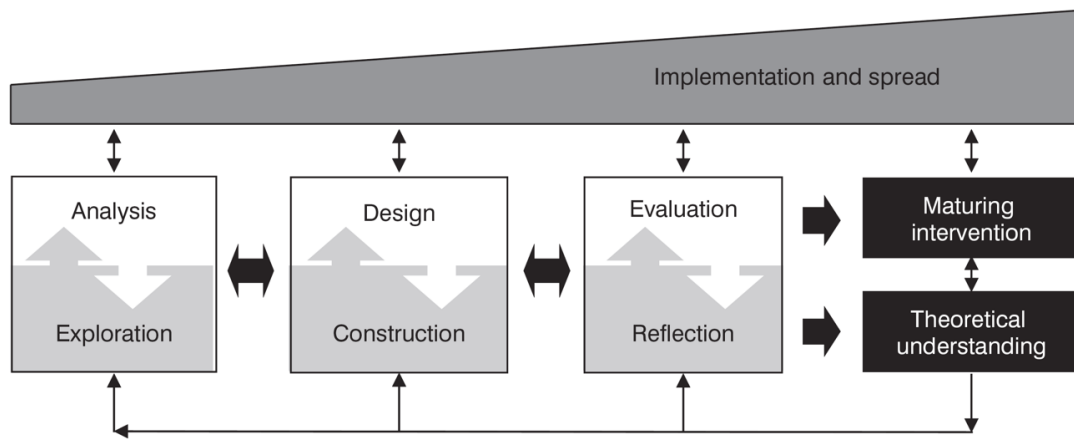 Implementation and spread
Analysis
Exploration
Design
Construction
Evaluation
Reflection
Maturing
intervention
Theoretical
understanding